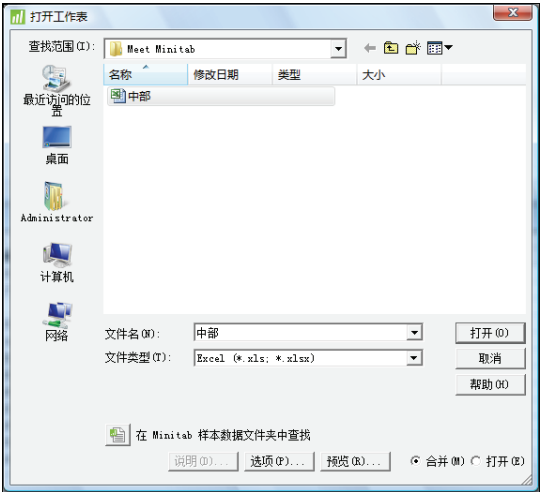 打开工作表
查找范围(I):
Meet Minitab
名称
修改日期
类型
大小
中部
最近访问的位
置
桌面
Administrator
计算机
网络
文件名(N):
中部
打开(O)
文件类型(T):
Excel (*.xls; *.xlsx)
取消
帮助(H)
在 Minitab 样本数据文件夹中查找
说明(D)...
选项(P)...
预览(R)...
合并(M)
打开(E)